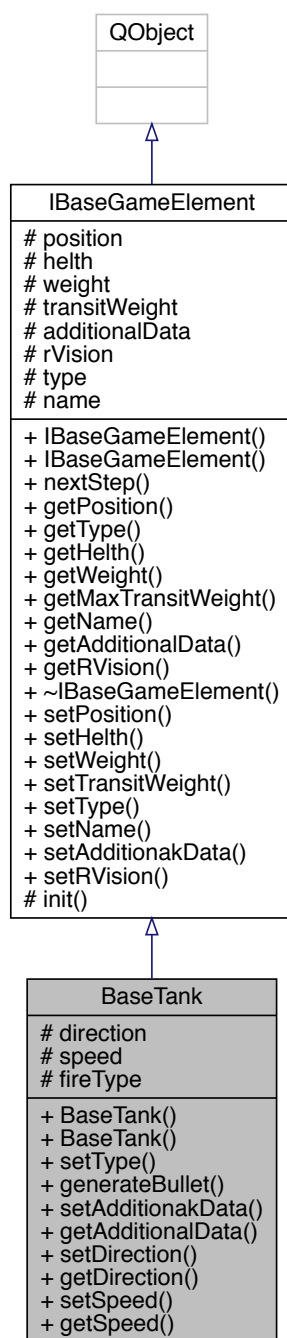 QObject
IBaseGameElement
# position
# helth
# weight
# transitWeight
# additionalData
# rVision
# type
# name
+ IBaseGameElement()
+ IBaseGameElement()
+ nextStep()
+ getPosition()
+ getType()
+ getHelth()
+ getWeight()
+ getMaxTransitWeight()
+ getName()
+ getAdditionalData()
+ getRVision()
+ ~IBaseGameElement()
+ setPosition()
+ setHelth()
+ setWeight()
+ setTransitWeight()
+ setType()
+ setName()
+ setAdditionakData()
+ setRVision()
# init()
BaseTank
# direction
# speed
# fireType
+ BaseTank()
+ BaseTank()
+ setType()
+ generateBullet()
+ setAdditionakData()
+ getAdditionalData()
+ setDirection()
+ getDirection()
+ setSpeed()
+ getSpeed()